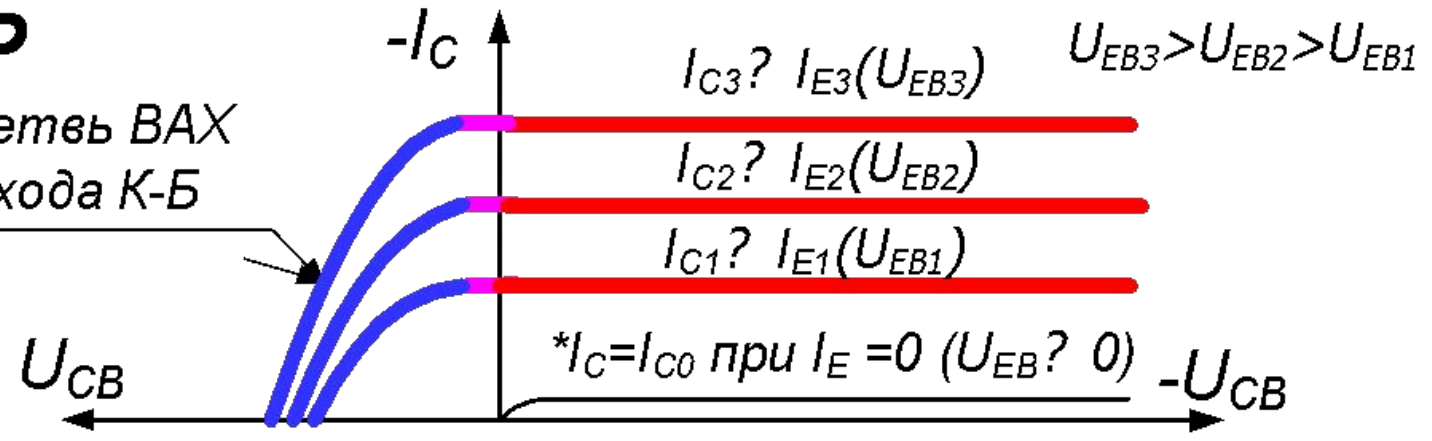 P
-I_C
U_EB3>U_EB2>U_EB1
I_C3? I_E3(U_EB3)
етвь ВАХ
хода К-Б
I_C2? I_E2(U_EB2)
I_C1? I_E1(U_EB1)
*I_C=I_C0 при I_E =0 (U_EB? 0)
U_CB
-U_CB